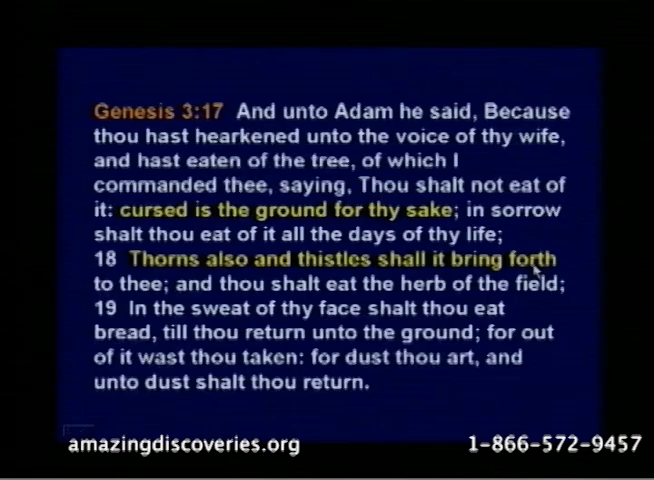 Genesis 3:17 And unto Adam he said, Because
thou hast hearkened unto the voice of thy wife,
and hast eaten of the tree, of which I
commanded thee, saying, Thou shalt not eat of
it: cursed is the ground for thy sake; in sorrow
shalt thou eat of it all the days of thy life;
18 Thorns also and thistles shall it bring forth
to thee; and thou shalt eat the herb of the field;
19 In the sweat of thy face shalt thou eat
bread, till thou return unto the ground; for out
of it wast thou taken: for dust thou art, and
unto dust shalt thou return.
amazingdiscoveries.org 1-866-572-9457